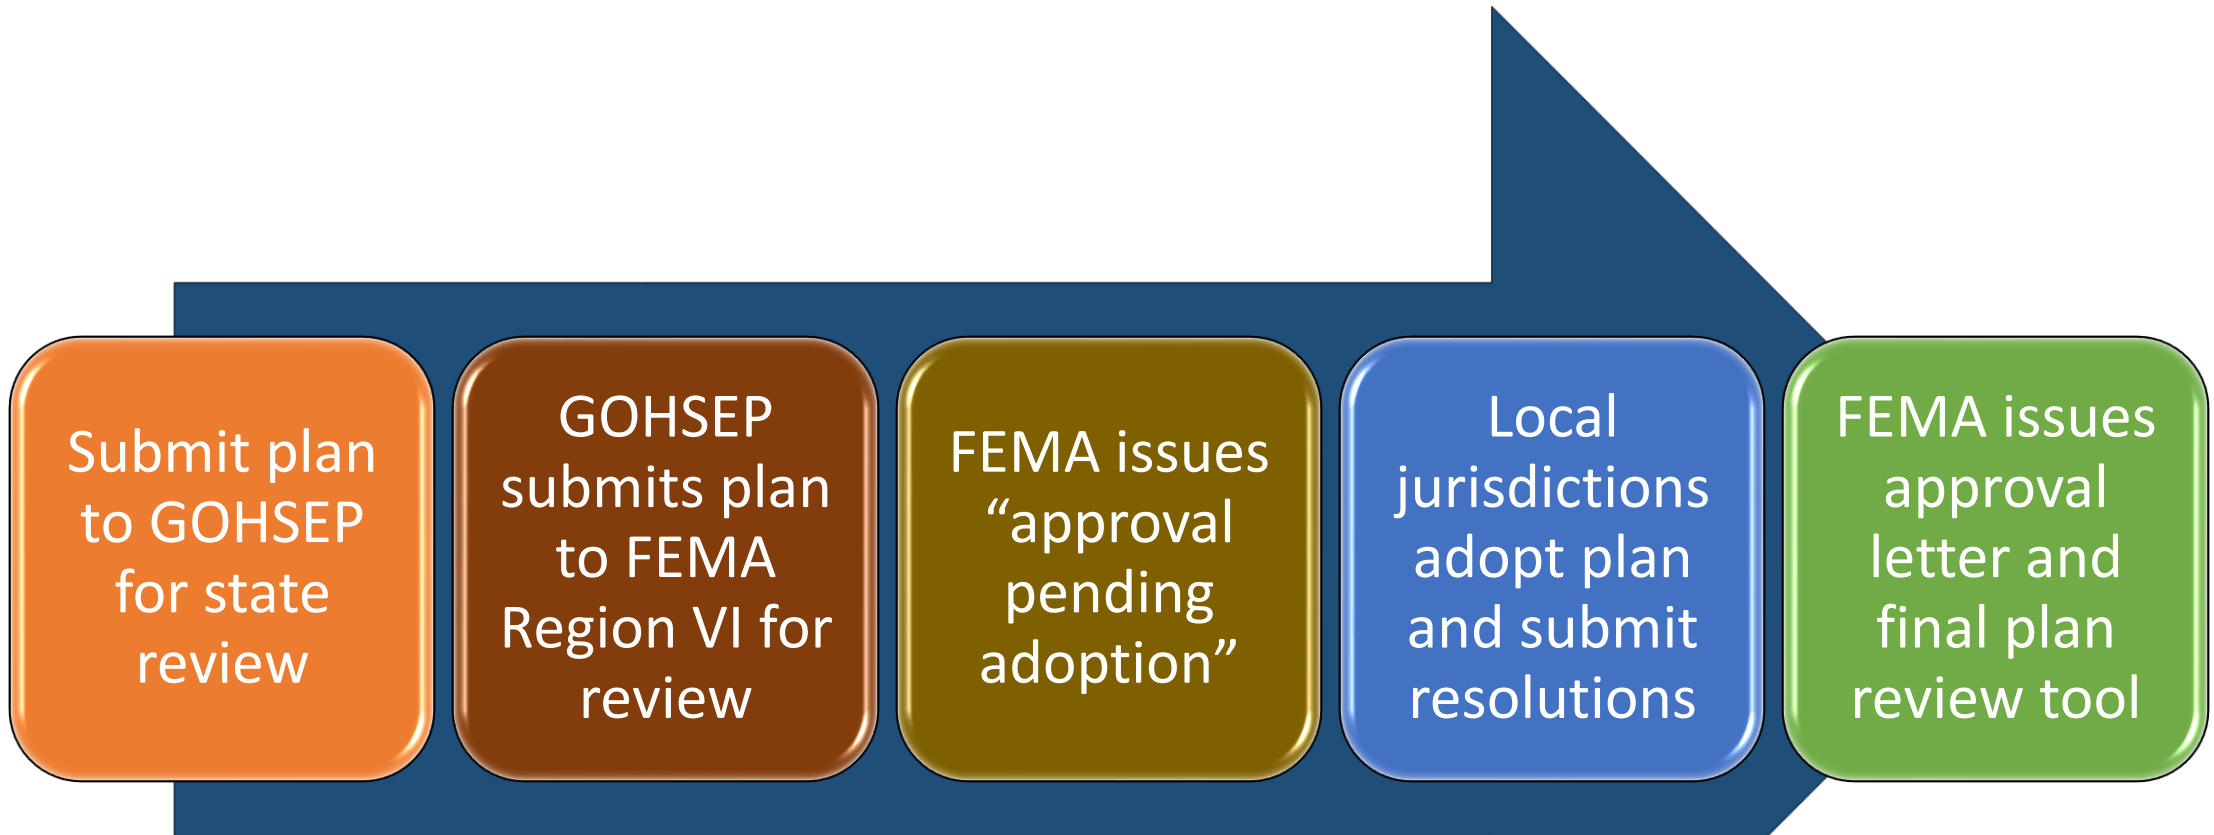 Submit plan
to GOHSEP
for state
review
GOHSEP
submits plan
to FEMA
Region VI for
review
FEMA issues
“approval
pending
adoption”
Local
jurisdictions
adopt plan
and submit
resolutions
FEMA issues
approval
letter and
final plan
review tool